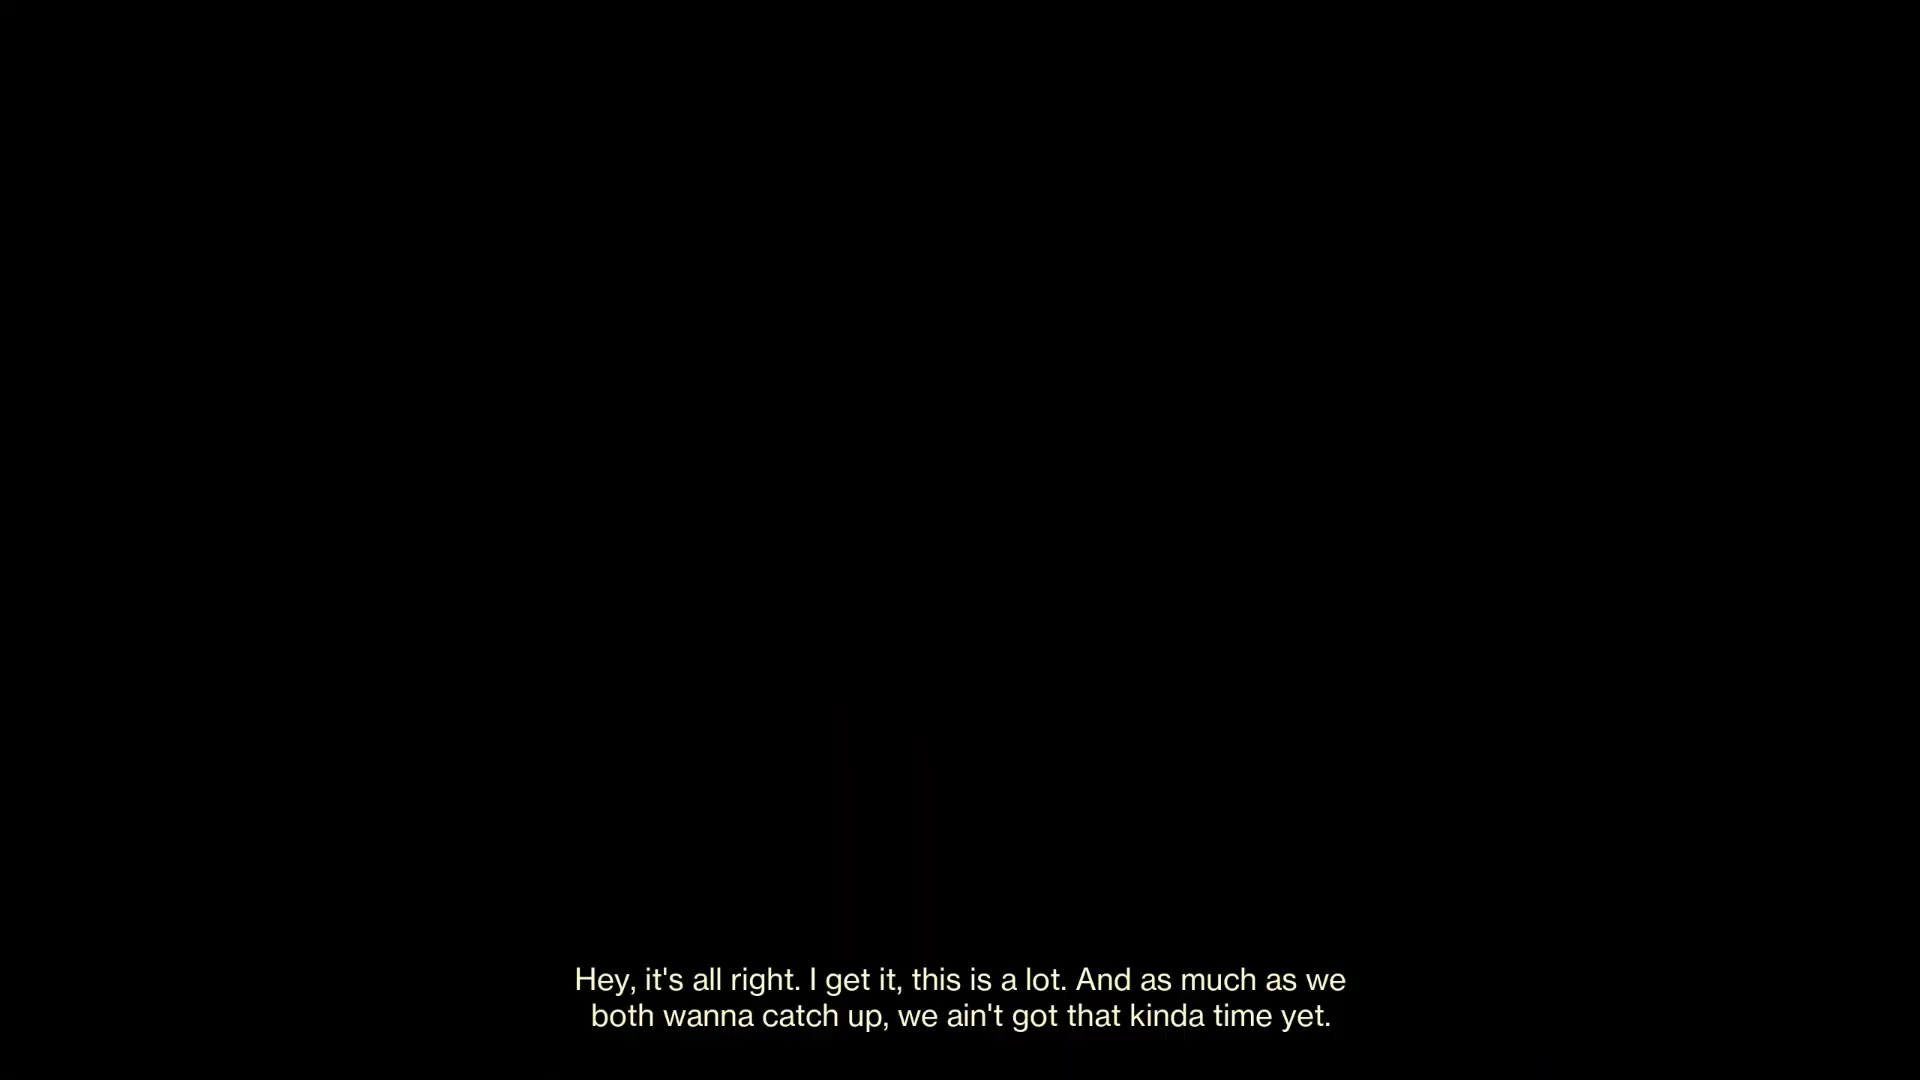 Hey, it's all right. I get it, this is a lot. And as much as we
both wanna catch up, we ain't got that kinda time yet.